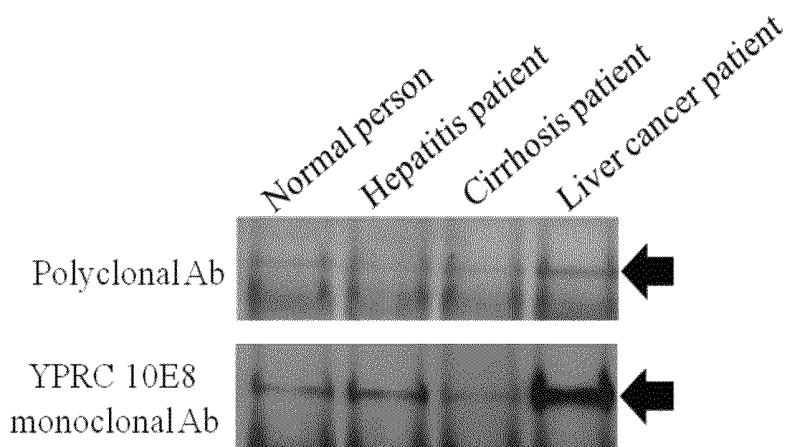 Normal person
Hepatitis patient
Cirrhosis patient
Liver cancer patient
Polyclonal Ab
YPRC 10E8
monoclonal Ab